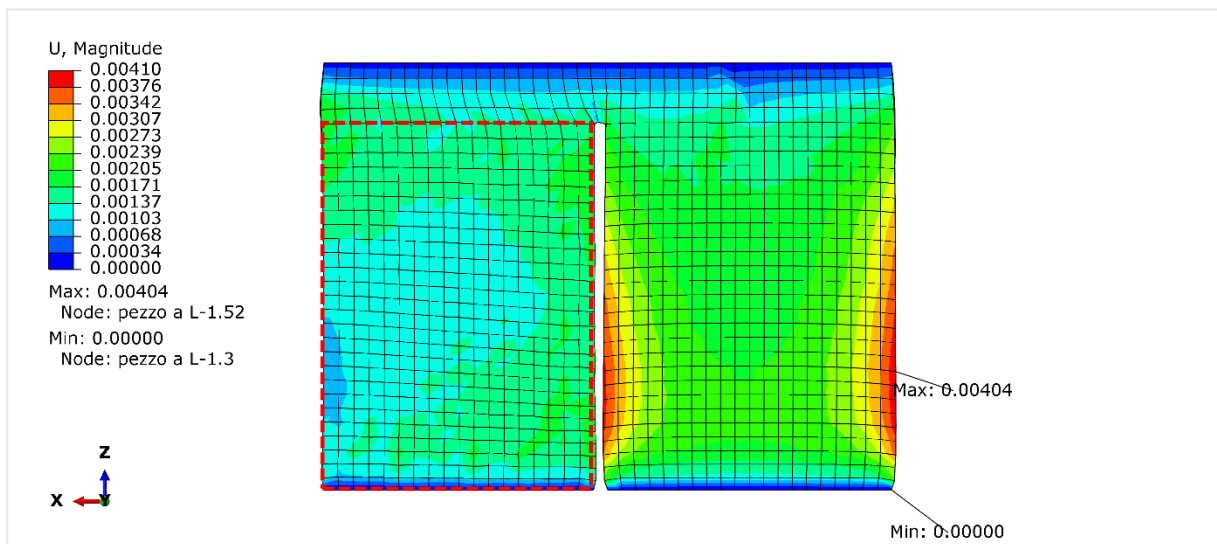 U, Magnitude
0.00410
0.00376
0.00342
0.00307
0.00273
0.00239
0.00205
0.00171
0.00137
0.00103
0.00068
0.00034
0.00000
Max: 0.00404
Node: pezzo a L-1.52
Min: 0.00000
Node: pezzo a L-1.3
Max: 0.00404
Z
X
Y
Min: 0.00000